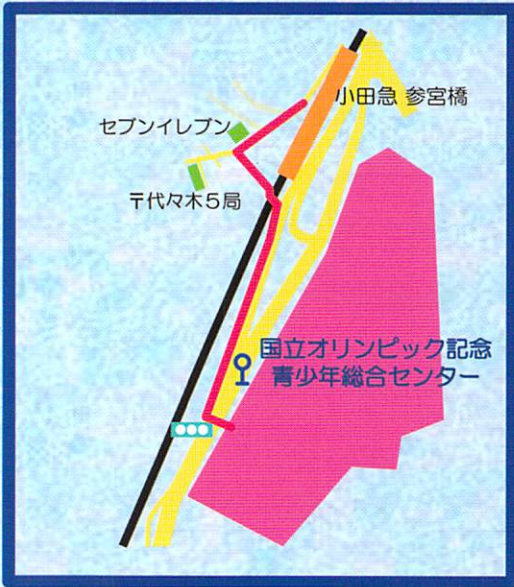 小田急 参宮橋
セブンイレブン
〒代々木5局
国立オリンピック記念
青少年総合センター